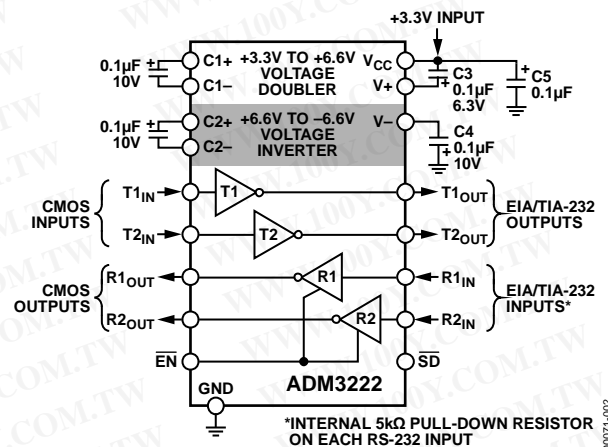 +3.3V INPUT
0.1µF + 10V
C1+
C1–
+3.3V TO +6.6V
VOLTAGE
DOUBLER
VCC
V+
+ C3
0.1µF
6.3V
+ C5
0.1µF
0.1µF + 10V
C2+
C2–
+6.6V TO –6.6V
VOLTAGE
INVERTER
V–
C4
+ 0.1µF
10V
CMOS
INPUTS
T1IN
T2IN
T1
T2
T1OUT
T2OUT
EIA/TIA-232
OUTPUTS
CMOS
OUTPUTS
R1OUT
R2OUT
R1
R2
R1IN
R2IN
EIA/TIA-232
INPUTS*
EN
SD
GND
ADM3222
*INTERNAL 5kΩ PULL-DOWN RESISTOR
ON EACH RS-232 INPUT
WWW.100Y.COM.TW